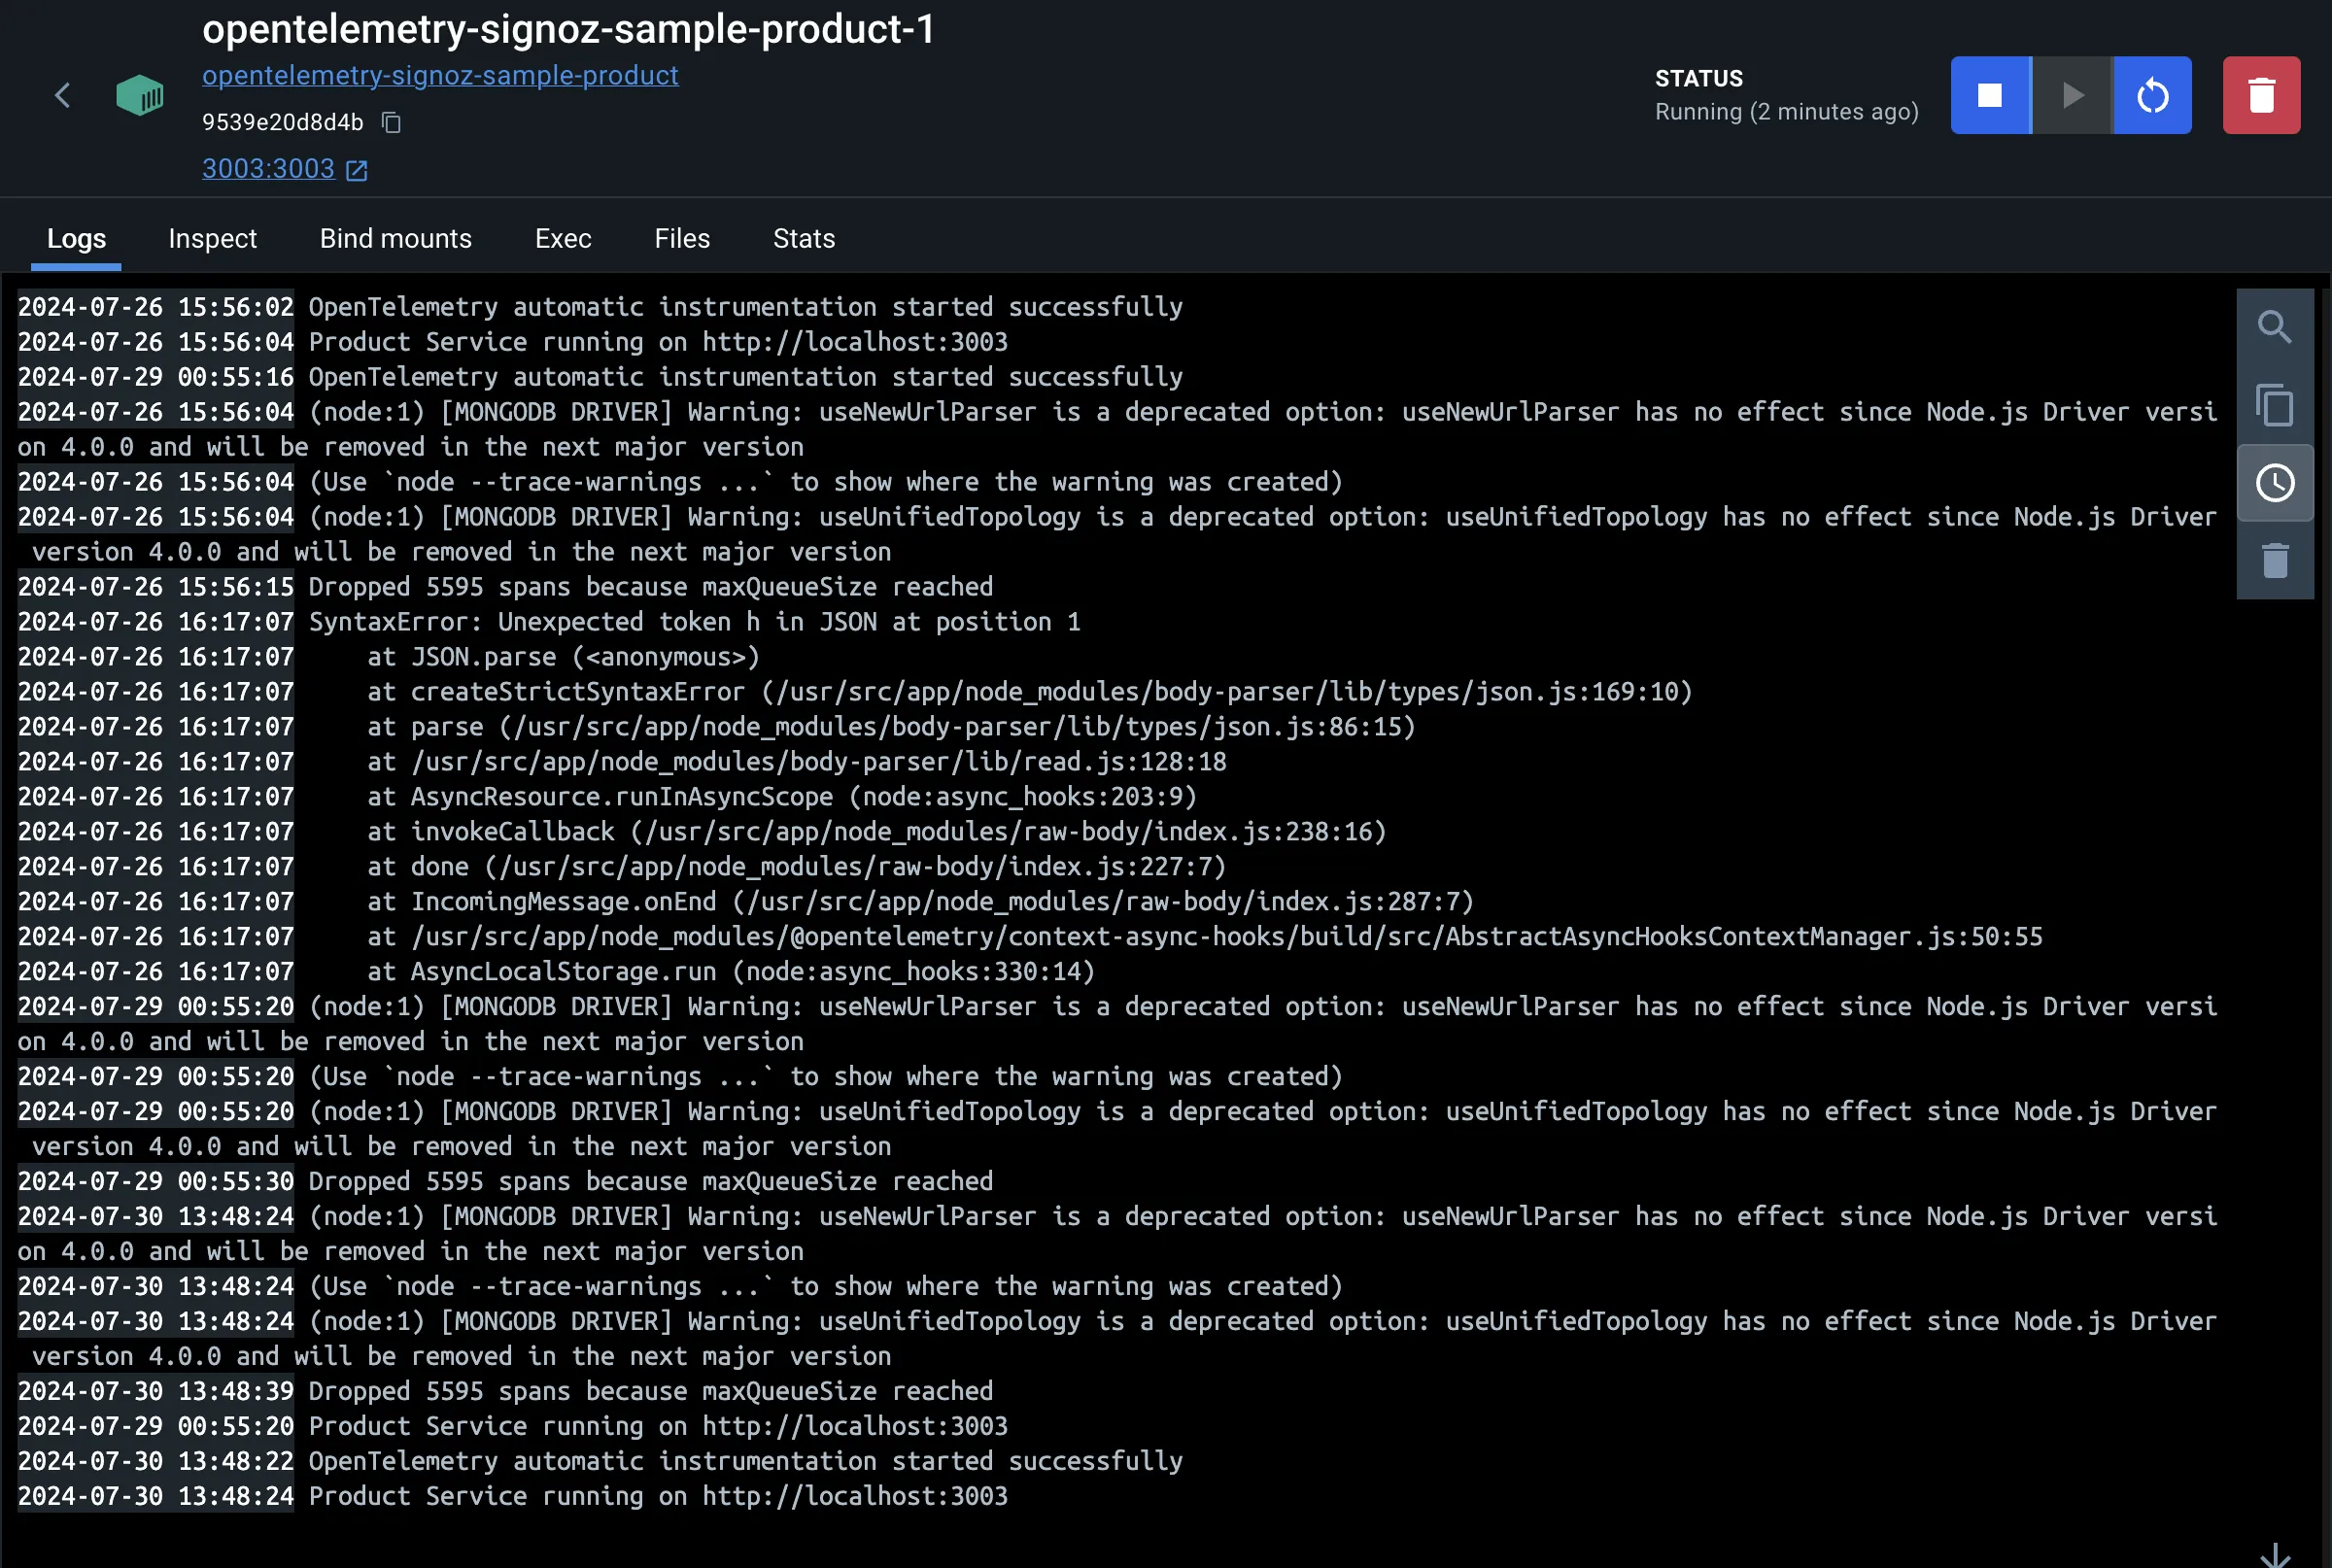 opentelemetry-signoz-sample-product-1
opentelemetry-signoz-sample-product
9539e20d8d4b
3003:3003
STATUS
Running (2 minutes ago)
Logs Inspect Bind mounts Exec Files Stats
2024-07-26 15:56:02 OpenTelemetry automatic instrumentation started successfully
2024-07-26 15:56:04 Product Service running on http://localhost:3003
2024-07-29 00:55:16 OpenTelemetry automatic instrumentation started successfully
2024-07-26 15:56:04 (node:1) [MONGODB DRIVER] Warning: useNewUrlParser is a deprecated option: useNewUrlParser has no effect since Node.js Driver versi
on 4.0.0 and will be removed in the next major version
2024-07-26 15:56:04 (Use `node --trace-warnings ...` to show where the warning was created)
2024-07-26 15:56:04 (node:1) [MONGODB DRIVER] Warning: useUnifiedTopology is a deprecated option: useUnifiedTopology has no effect since Node.js Driver
version 4.0.0 and will be removed in the next major version
2024-07-26 15:56:15 Dropped 5595 spans because maxQueueSize reached
2024-07-26 16:17:07 SyntaxError: Unexpected token h in JSON at position 1
2024-07-26 16:17:07     at JSON.parse (<anonymous>)
2024-07-26 16:17:07     at createStrictSyntaxError (/usr/src/app/node_modules/body-parser/lib/types/json.js:169:10)
2024-07-26 16:17:07     at parse (/usr/src/app/node_modules/body-parser/lib/types/json.js:86:15)
2024-07-26 16:17:07     at /usr/src/app/node_modules/body-parser/lib/read.js:128:18
2024-07-26 16:17:07     at AsyncResource.runInAsyncScope (node:async_hooks:203:9)
2024-07-26 16:17:07     at invokeCallback (/usr/src/app/node_modules/raw-body/index.js:238:16)
2024-07-26 16:17:07     at done (/usr/src/app/node_modules/raw-body/index.js:227:7)
2024-07-26 16:17:07     at IncomingMessage.onEnd (/usr/src/app/node_modules/raw-body/index.js:287:7)
2024-07-26 16:17:07     at /usr/src/app/node_modules/@opentelemetry/context-async-hooks/build/src/AbstractAsyncHooksContextManager.js:50:55
2024-07-26 16:17:07     at AsyncLocalStorage.run (node:async_hooks:330:14)
2024-07-29 00:55:20 (node:1) [MONGODB DRIVER] Warning: useNewUrlParser is a deprecated option: useNewUrlParser has no effect since Node.js Driver versi
on 4.0.0 and will be removed in the next major version
2024-07-29 00:55:20 (Use `node --trace-warnings ...` to show where the warning was created)
2024-07-29 00:55:20 (node:1) [MONGODB DRIVER] Warning: useUnifiedTopology is a deprecated option: useUnifiedTopology has no effect since Node.js Driver
version 4.0.0 and will be removed in the next major version
2024-07-29 00:55:30 Dropped 5595 spans because maxQueueSize reached
2024-07-30 13:48:24 (node:1) [MONGODB DRIVER] Warning: useNewUrlParser is a deprecated option: useNewUrlParser has no effect since Node.js Driver versi
on 4.0.0 and will be removed in the next major version
2024-07-30 13:48:24 (Use `node --trace-warnings ...` to show where the warning was created)
2024-07-30 13:48:24 (node:1) [MONGODB DRIVER] Warning: useUnifiedTopology is a deprecated option: useUnifiedTopology has no effect since Node.js Driver
version 4.0.0 and will be removed in the next major version
2024-07-30 13:48:39 Dropped 5595 spans because maxQueueSize reached
2024-07-29 00:55:20 Product Service running on http://localhost:3003
2024-07-30 13:48:22 OpenTelemetry automatic instrumentation started successfully
2024-07-30 13:48:24 Product Service running on http://localhost:3003